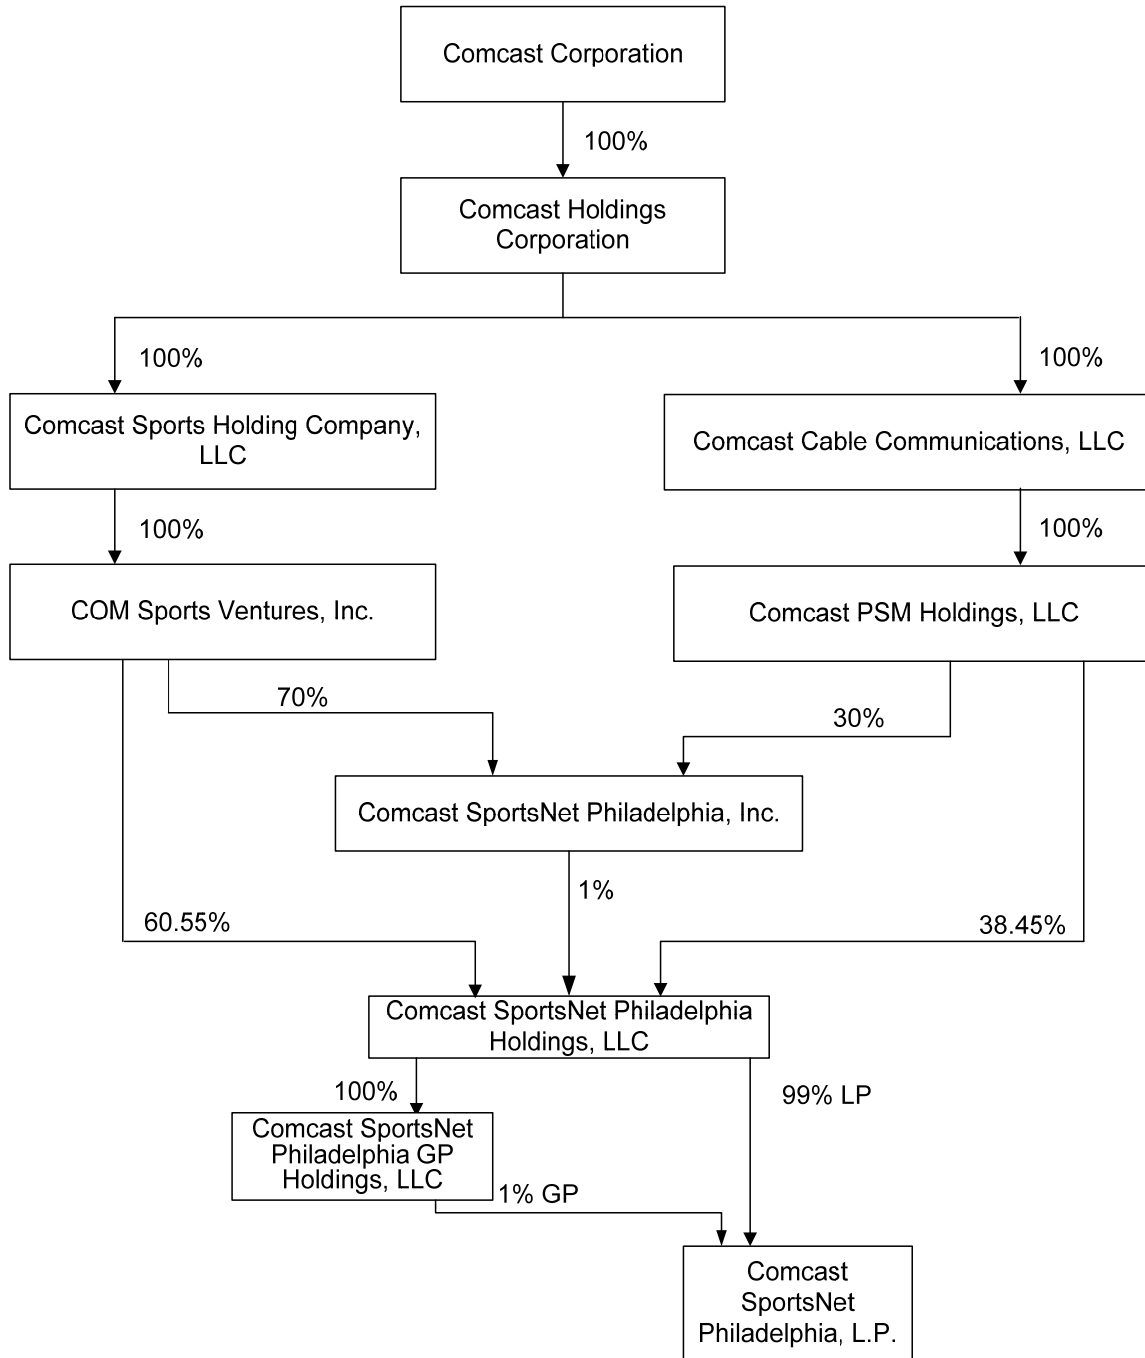 Comcast Corporation
100%
Comcast Holdings
Corporation
100%
100%
Comcast Sports Holding Company,
LLC
Comcast Cable Communications, LLC
100%
100%
COM Sports Ventures, Inc.
Comcast PSM Holdings, LLC
70%
30%
Comcast SportsNet Philadelphia, Inc.
1%
60.55%
38.45%
Comcast SportsNet Philadelphia
Holdings, LLC
100%
99% LP
Comcast SportsNet
Philadelphia GP
Holdings, LLC
1% GP
Comcast
SportsNet
Philadelphia, L.P.